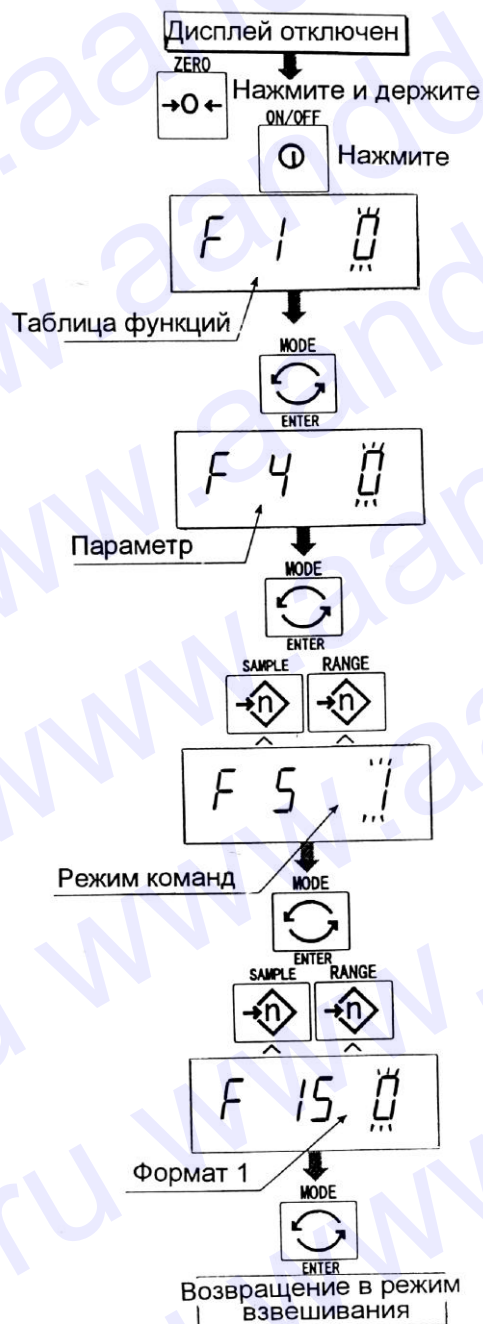 Дисплей отключен
ZERO
→0←
Нажмите и держите
ON/OFF
Нажмите
F 1 0
Таблица функций
MODE
ENTER
F 4 0
Параметр
MODE
ENTER
SAMPLE RANGE
→n →n
F 5 1
Режим команд
MODE
ENTER
SAMPLE RANGE
→n →n
F 15. 0
Формат 1
MODE
ENTER
Возвращение в режим
взвешивания